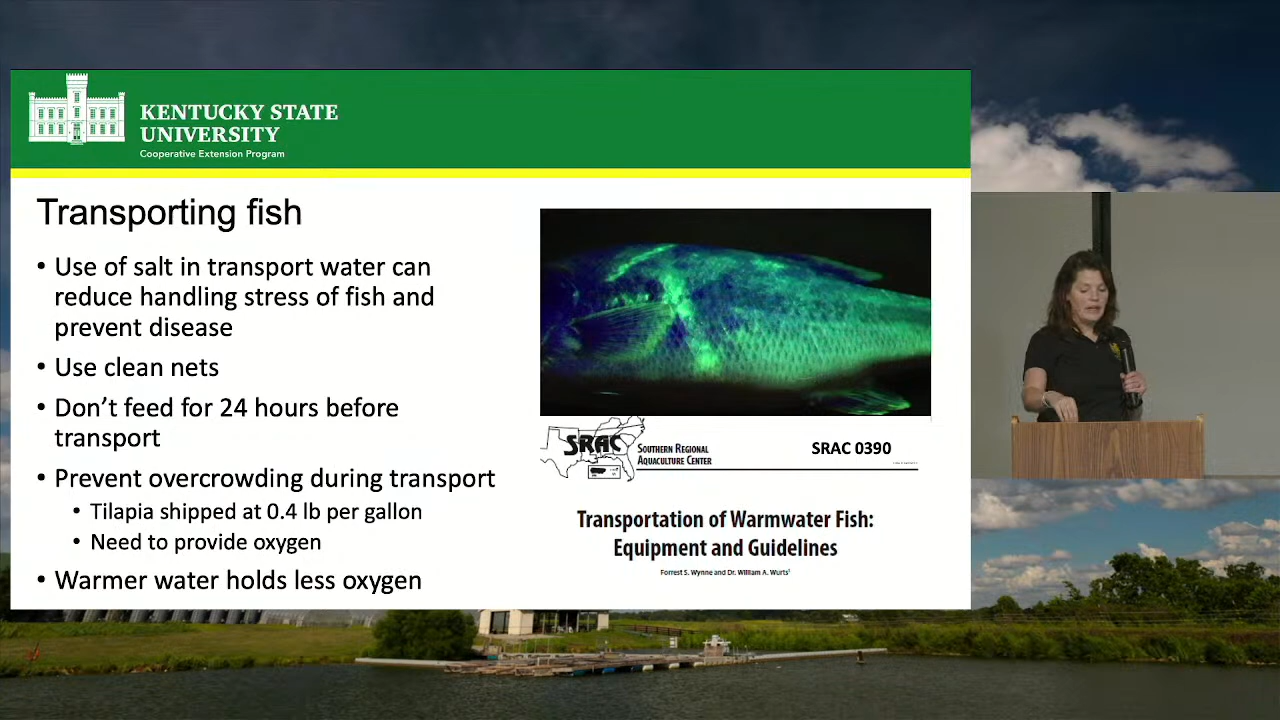 KENTUCKY STATE
UNIVERSITY
Cooperative Extension Program
Transporting fish
• Use of salt in transport water can
reduce handling stress of fish and
prevent disease
• Use clean nets
• Don’t feed for 24 hours before
transport
• Prevent overcrowding during transport
• Tilapia shipped at 0.4 lb per gallon
• Need to provide oxygen
• Warmer water holds less oxygen
SRAC
SOUTHERN REGIONAL
AQUACULTURE CENTER
SRAC 0390
Transportation of Warmwater Fish:
Equipment and Guidelines
Forrest S. Wynne and Dr. William A. Wurts¹